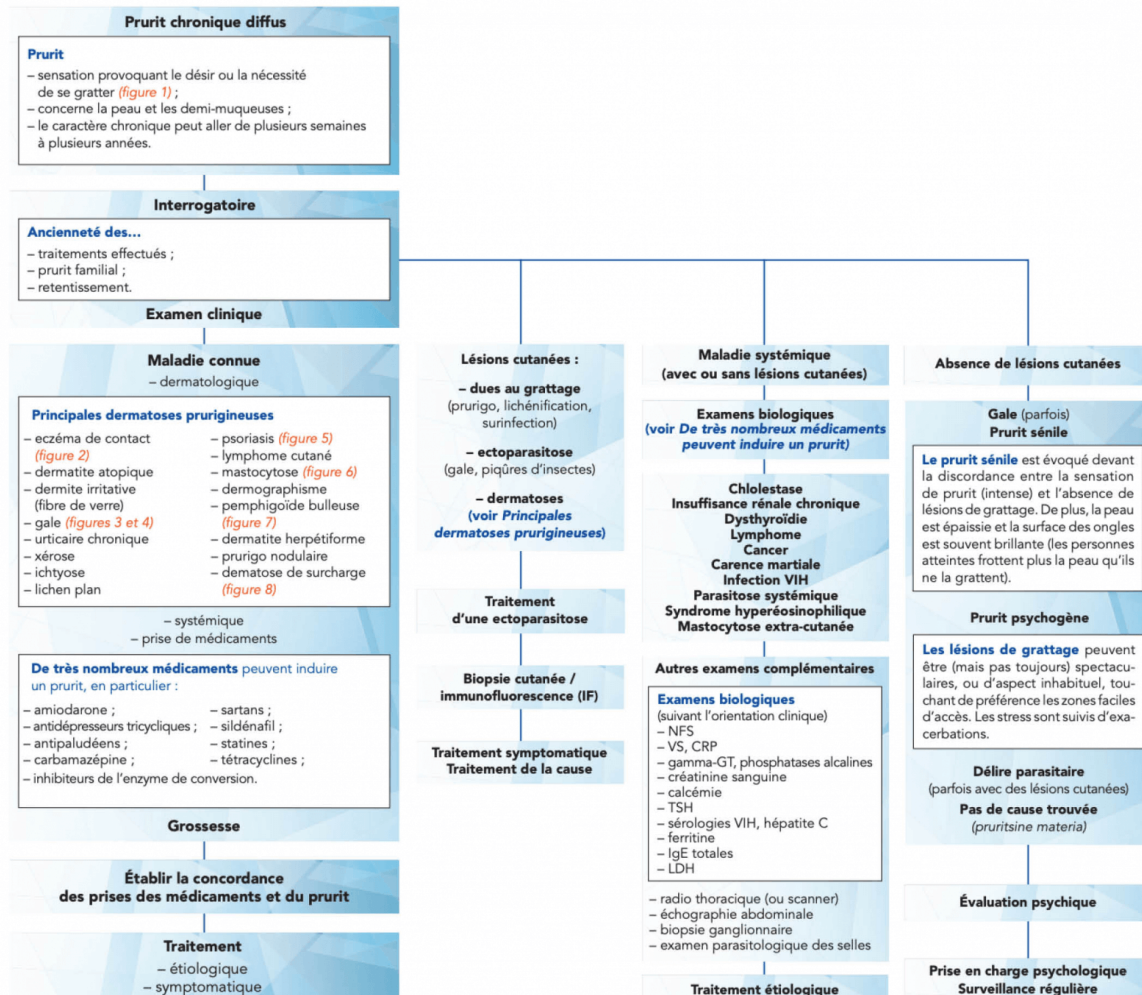 Prurit chronique diffus
Prurit
– sensation provoquant le désir ou la nécessité
de se gratter (figure 1) ;
– concerne la peau et les demi-muqueuses ;
– le caractère chronique peut aller de plusieurs semaines
à plusieurs années.
Interrogatoire
Ancienneté des...
– traitements effectués ;
– prurit familial ;
– retentissement.
Examen clinique
Maladie connue
– dermatologique
Principales dermatoses prurigineuses
– eczéma de contact
(figure 2)
– dermatite atopique
– dermite irritative
(fibre de verre)
– gale (figures 3 et 4)
– urticaire chronique
– xérose
– ichtyose
– lichen plan
– psoriasis (figure 5)
– lymphome cutané
– mastocytose (figure 6)
– dermographisme
– pemphigoïde bulleuse
(figure 7)
– dermatite herpétiforme
– prurigo nodulaire
– dematose de surcharge
(figure 8)
– systémique
– prise de médicaments
De très nombreux médicaments peuvent induire
un prurit, en particulier :
– amiodarone ;
– antidépresseurs tricycliques ;
– antipaludéens ;
– carbamazépine ;
– inhibiteurs de l'enzyme de conversion.
– sartans ;
– sildénafil ;
– statines ;
– tétracyclines ;
Grossesse
Établir la concordance
des prises des médicaments et du prurit
Traitement
– étiologique
– symptomatique
Lésions cutanées :
– dues au grattage
(prurigo, lichénification,
surinfection)
– ectoparasitose
(gale, piqûres d'insectes)
– dermatoses
(voir Principales
dermatoses prurigineuses)
Traitement
d'une ectoparasitose
Biopsie cutanée /
immunofluorescence (IF)
Traitement symptomatique
Traitement de la cause
Maladie systémique
(avec ou sans lésions cutanées)
Examens biologiques
(voir De très nombreux médicaments
peuvent induire un prurit)
Chlolestase
Insuffisance rénale chronique
Dysthyroïdie
Lymphome
Cancer
Carence martiale
Infection VIH
Parasitose systémique
Syndrome hyperéosinophilique
Mastocytose extra-cutanée
Autres examens complémentaires
Examens biologiques
(suivant l'orientation clinique)
– NFS
– VS, CRP
– gamma-GT, phosphatases alcalines
– créatinine sanguine
– calcémie
– TSH
– sérologies VIH, hépatite C
– ferritine
– IgE totales
– LDH
– radio thoracique (ou scanner)
– échographie abdominale
– biopsie ganglionnaire
– examen parasitologique des selles
Traitement étiologique
Absence de lésions cutanées
Gale (parfois)
Prurit sénile
Le prurit sénile est évoqué devant
la discordance entre la sensation
de prurit (intense) et l'absence de
lésions de grattage. De plus, la peau
est épaissie et la surface des ongles
est souvent brillante (les personnes
atteintes frottent plus la peau qu'ils
ne la grattent).
Prurit psychogène
Les lésions de grattage peuvent
être (mais pas toujours) spectacu-
laires, ou d'aspect inhabituel, tou-
chant de préférence les zones faciles
d'accès. Les stress sont suivis d'exa-
cerbations.
Délire parasitaire
(parfois avec des lésions cutanées)
Pas de cause trouvée
(pruritsine materia)
Évaluation psychique
Prise en charge psychologique
Surveillance régulière